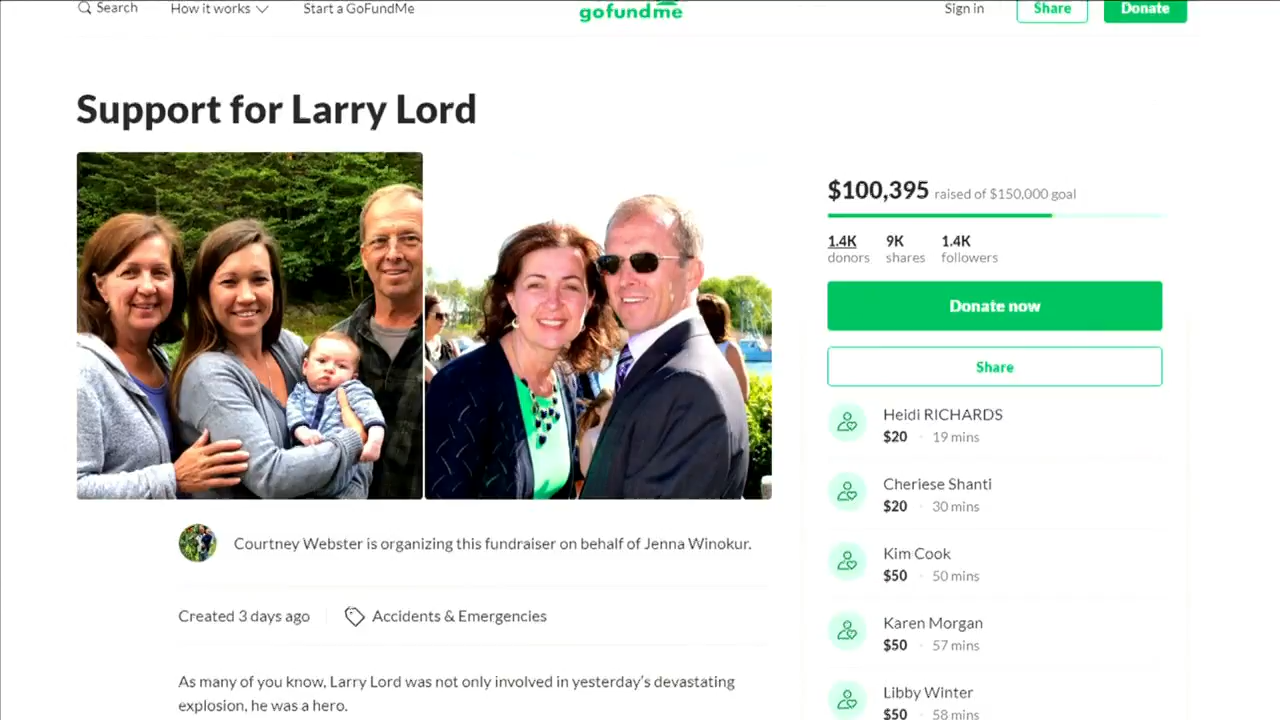 Search
How it works
Start a GoFundMe
gofundme
Sign in
Share
Donate
Support for Larry Lord
$100,395 raised of $150,000 goal
1.4K
donors
9K
shares
1.4K
followers
Donate now
Share
Heidi RICHARDS
$20 · 19 mins
Cheriese Shanti
$20 · 30 mins
Kim Cook
$50 · 50 mins
Karen Morgan
$50 · 57 mins
Libby Winter
$50 · 58 mins
Courtney Webster is organizing this fundraiser on behalf of Jenna Winokur.
Created 3 days ago
Accidents & Emergencies
As many of you know, Larry Lord was not only involved in yesterday's devastating
explosion, he was a hero.